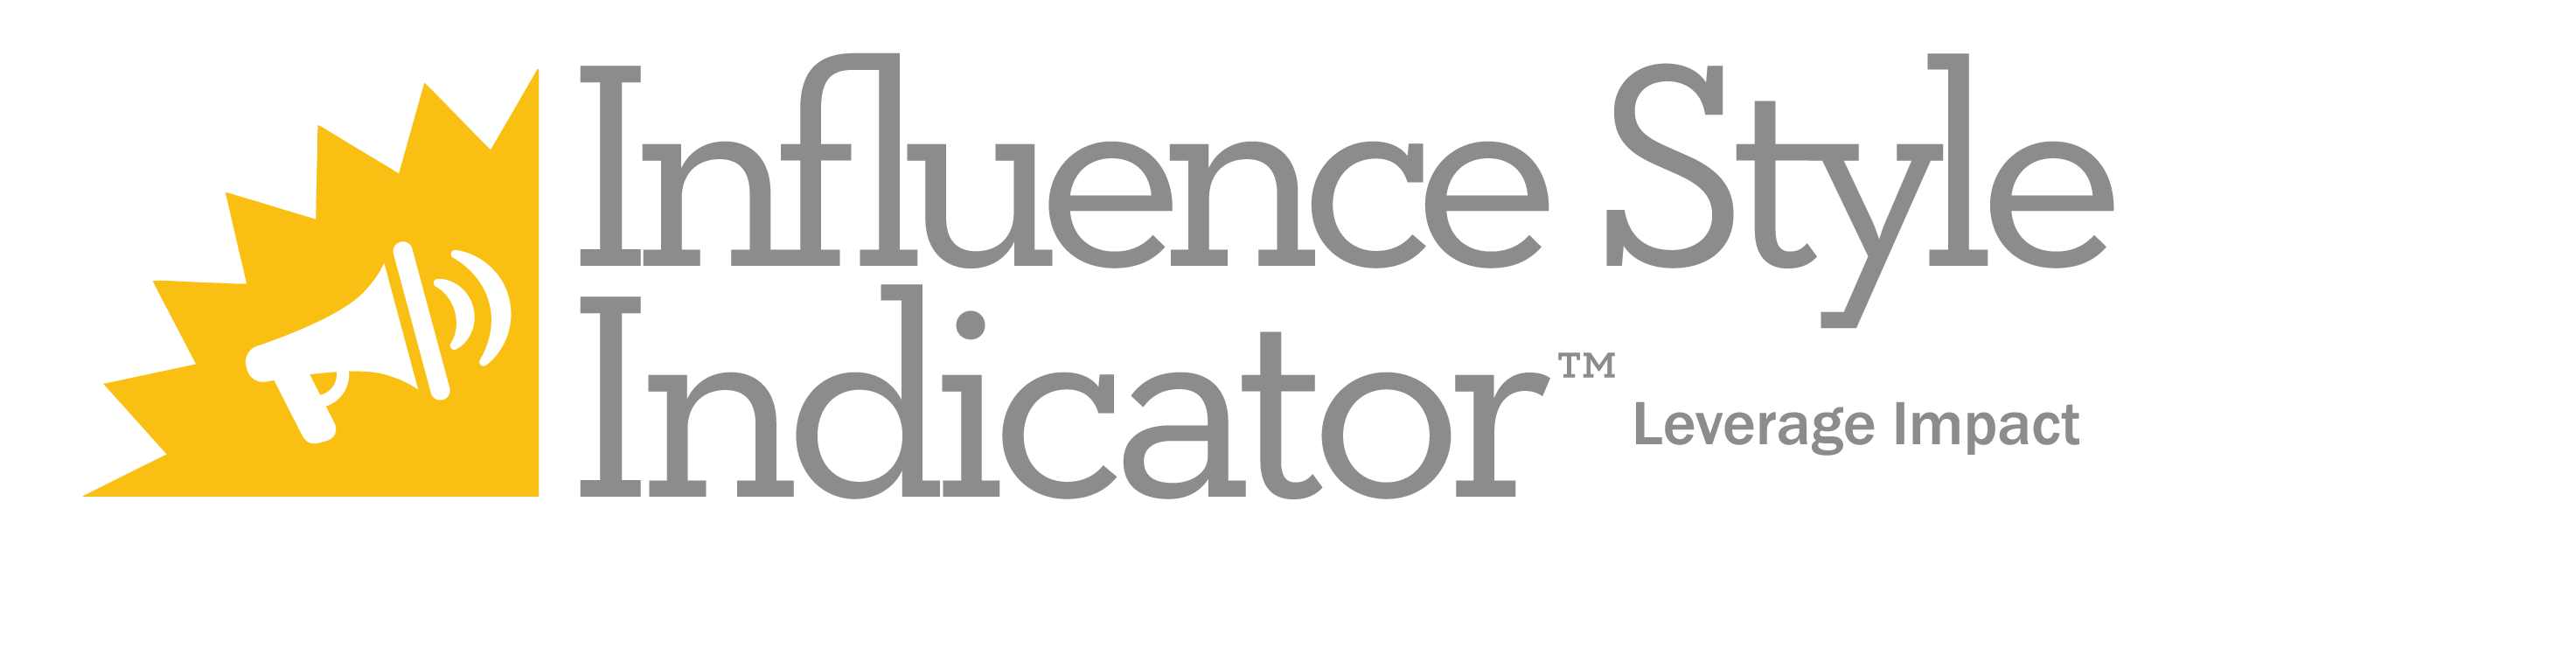 Influence Style
Indicator™
Leverage Impact